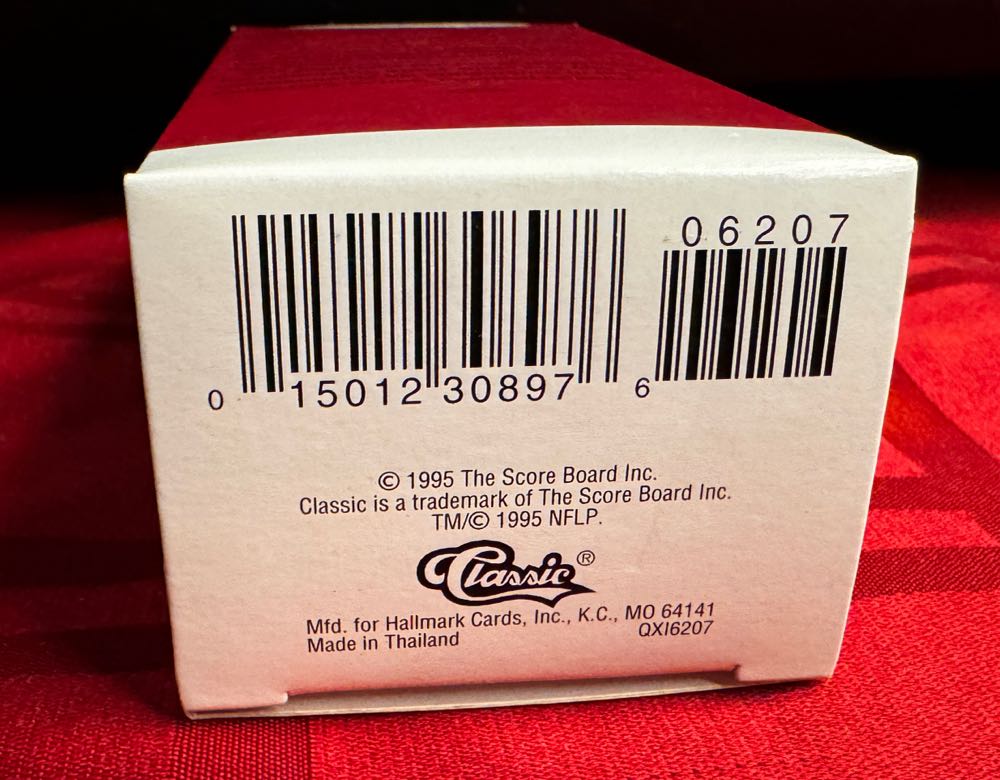 06207
0 15012 30897 6
© 1995 The Score Board Inc.
Classic is a trademark of The Score Board Inc.
TM/© 1995 NFLP.
Classic®
Mfd. for Hallmark Cards, Inc., K.C., MO 64141
Made in Thailand QXI6207